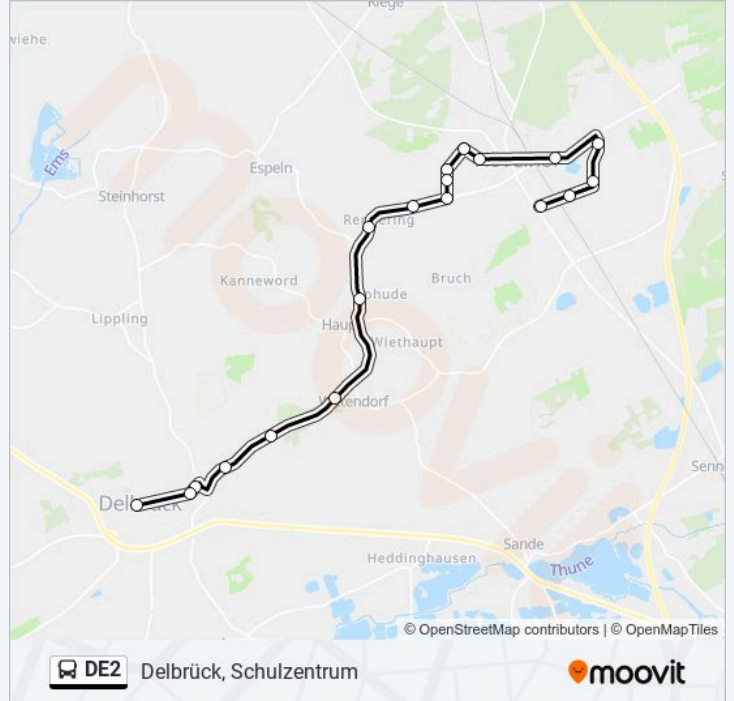 Riege
Ems
Espeln
Steinhorst
Kanneword
Bruch
Lippling
Wiethaupt
Delbrück
Senn
Sande
Heddinghausen
Thune
© OpenStreetMap contributors | © OpenMapTiles
DE2 Delbrück, Schulzentrum
moovit